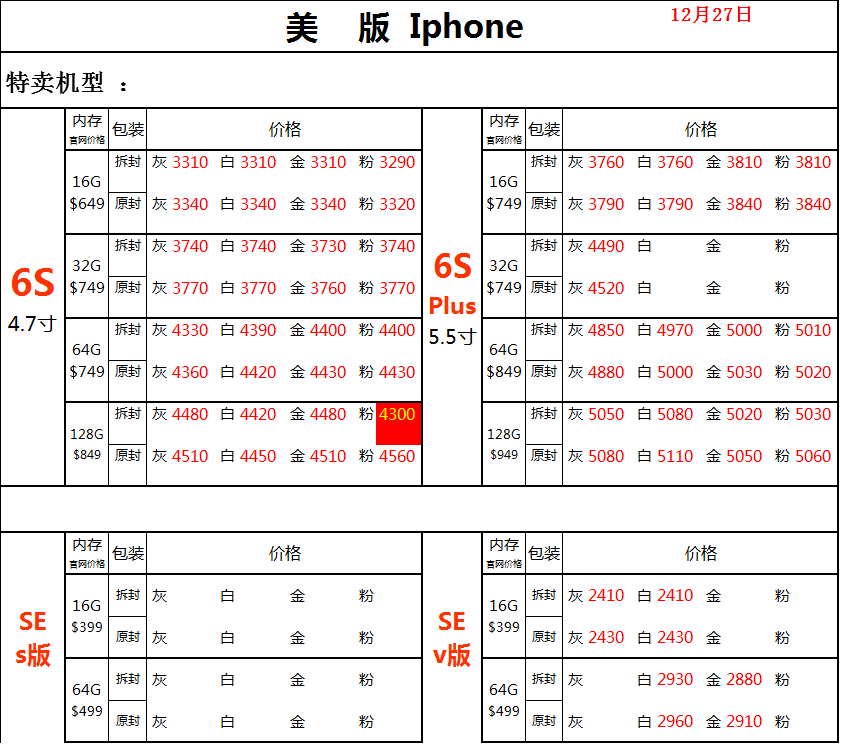 美 版 Iphone
12月27日
特卖机型 ：
内存 包装 价格 内存 包装 价格
官网价格 官网价格
6S
4.7寸
16G
$649
拆封 灰 3310 白 3310 金 3310 粉 3290
原封 灰 3340 白 3340 金 3340 粉 3320
32G
$749
拆封 灰 3740 白 3740 金 3730 粉 3740
原封 灰 3770 白 3770 金 3760 粉 3770
64G
$749
拆封 灰 4330 白 4390 金 4400 粉 4400
原封 灰 4360 白 4420 金 4430 粉 4430
128G
$849
拆封 灰 4480 白 4420 金 4480 粉 4300
原封 灰 4510 白 4450 金 4510 粉 4560
6S
Plus
5.5寸
16G
$749
拆封 灰 3760 白 3760 金 3810 粉 3810
原封 灰 3790 白 3790 金 3840 粉 3840
32G
$749
拆封 灰 4490 白 金 粉
原封 灰 4520 白 金 粉
64G
$849
拆封 灰 4850 白 4970 金 5000 粉 5010
原封 灰 4880 白 5000 金 5030 粉 5020
128G
$949
拆封 灰 5050 白 5080 金 5020 粉 5030
原封 灰 5080 白 5110 金 5050 粉 5060
内存 包装 价格 内存 包装 价格
官网价格 官网价格
SE
s版
16G
$399
拆封 灰 白 金 粉
原封 灰 白 金 粉
64G
$499
拆封 灰 白 金 粉
原封 灰 白 金 粉
SE
v版
16G
$399
拆封 灰 2410 白 2410 金 粉
原封 灰 2430 白 2430 金 粉
64G
$499
拆封 灰 白 2930 金 2880 粉
原封 灰 白 2960 金 2910 粉